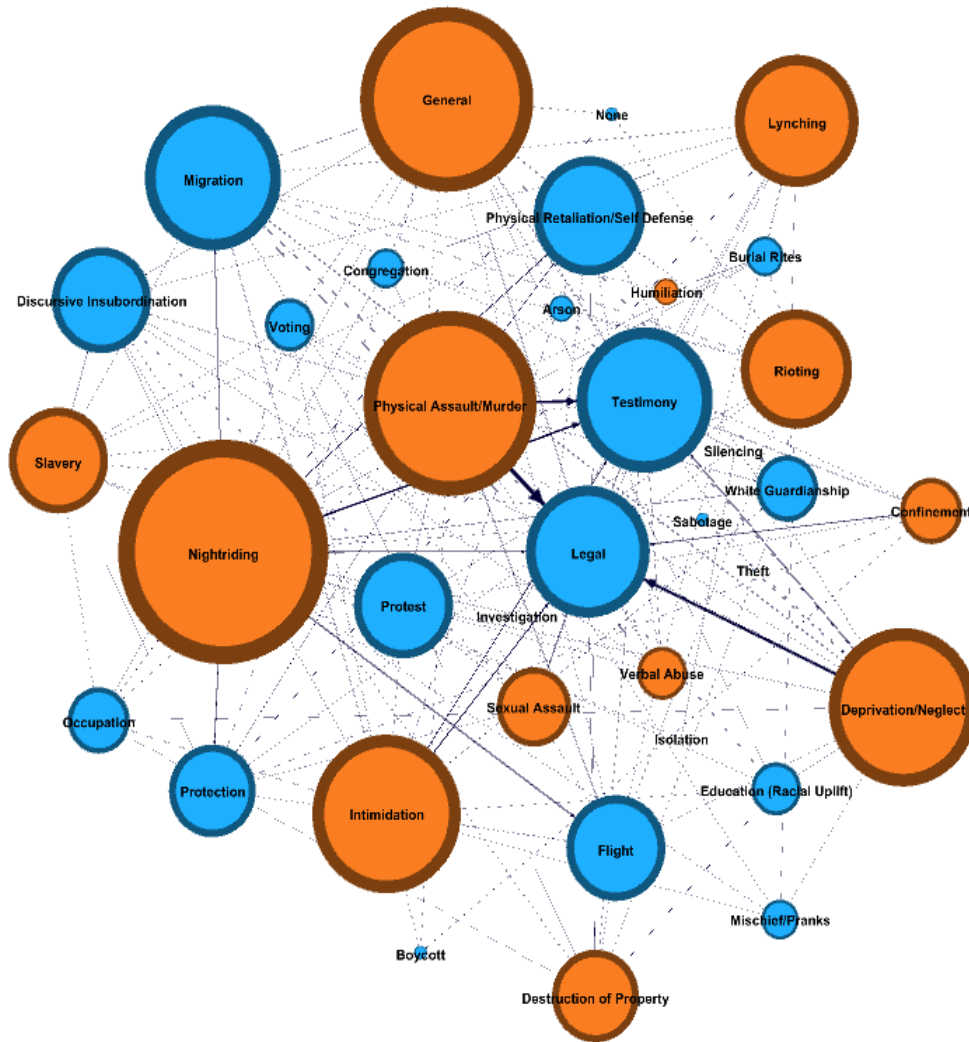 General
None
Lynching
Migration
Physical Retaliation/Self Defense
Burial Rites
Congregation
Humiliation
Discursive Insubordination
Arson
Voting
Rioting
Physical Assault/Murder
Testimony
Silencing
Slavery
White Guardianship
Confinement
Sabotage
Nightriding
Legal
Theft
Protest
Investigation
Verbal Abuse
Sexual Assault
Deprivation/Neglect
Occupation
Isolation
Protection
Education (Racial Uplift)
Intimidation
Flight
Mischief/Pranks
Boycott
Destruction of Property